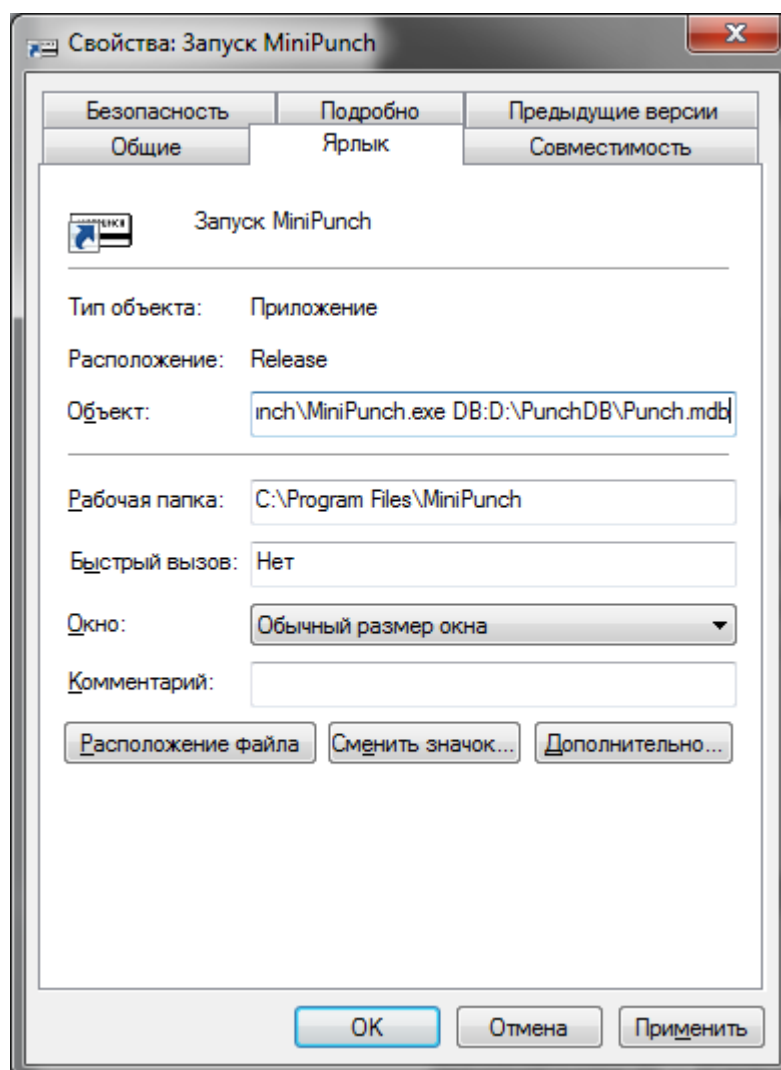 Свойства: Запуск MiniPunch
Безопасность Подробно Предыдущие версии
Общие Ярлык Совместимость
Запуск MiniPunch
Тип объекта: Приложение
Расположение: Release
Объект: nch\MiniPunch.exe DB:D:\PunchDB\Punch.mdb
Рабочая папка: C:\Program Files\MiniPunch
Быстрый вызов: Нет
Окно: Обычный размер окна
Комментарий:
Расположение файла Сменить значок... Дополнительно...
OK Отмена Применить